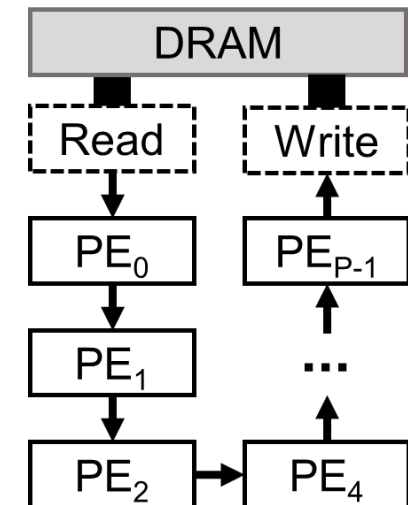 DRAM
Read
Write
PE0
PEP-1
PE1
...
PE2
PE4